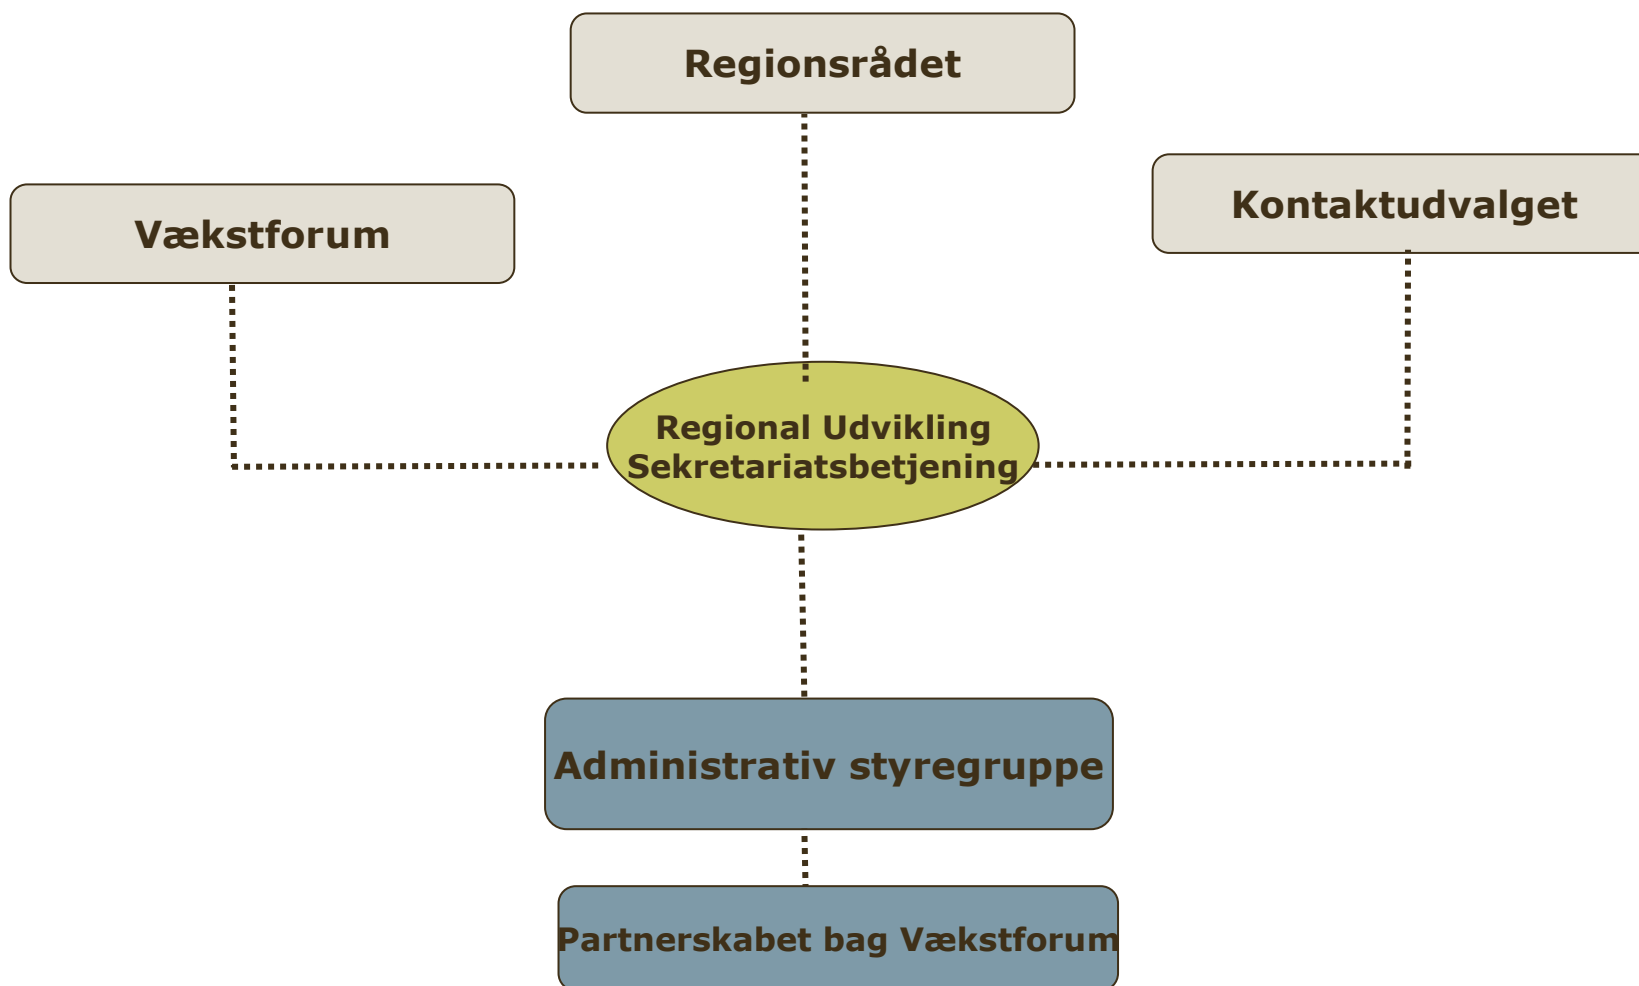 Regionsrådet
Vækstforum
Kontaktudvalget
Regional Udvikling
Sekretariatsbetjening
Administrativ styregruppe
Partnerskabet bag Vækstforum